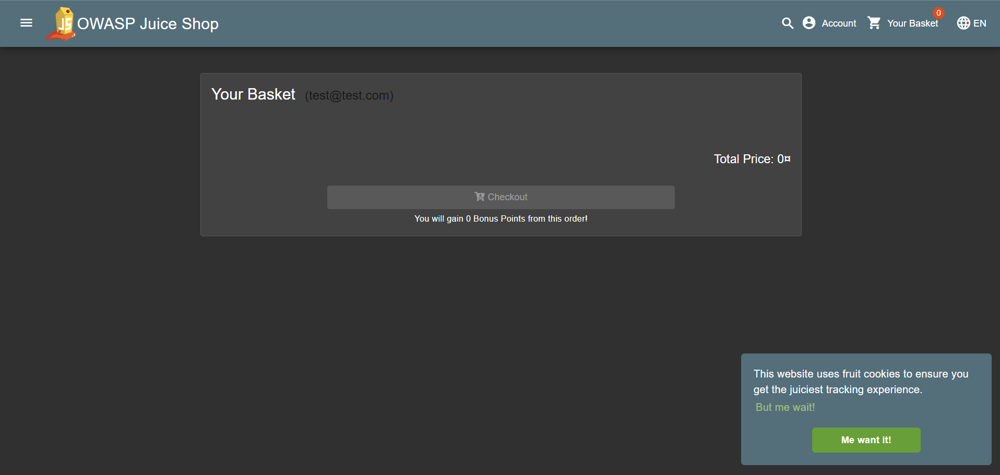 OWASP Juice Shop
Account
Your Basket
0
EN
Your Basket (test@test.com)
Total Price: 0¤
Checkout
You will gain 0 Bonus Points from this order!
This website uses fruit cookies to ensure you
get the juiciest tracking experience.
But me wait!
Me want it!